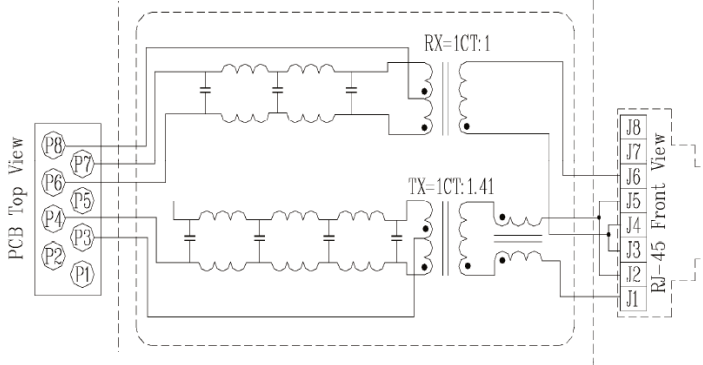 RX=1CT:1
TX=1CT:1.41
PCB Top View
P8
P7
P6
P5
P4
P3
P2
P1
J8
J7
J6
J5
J4
J3
J2
J1
RJ-45 Front View